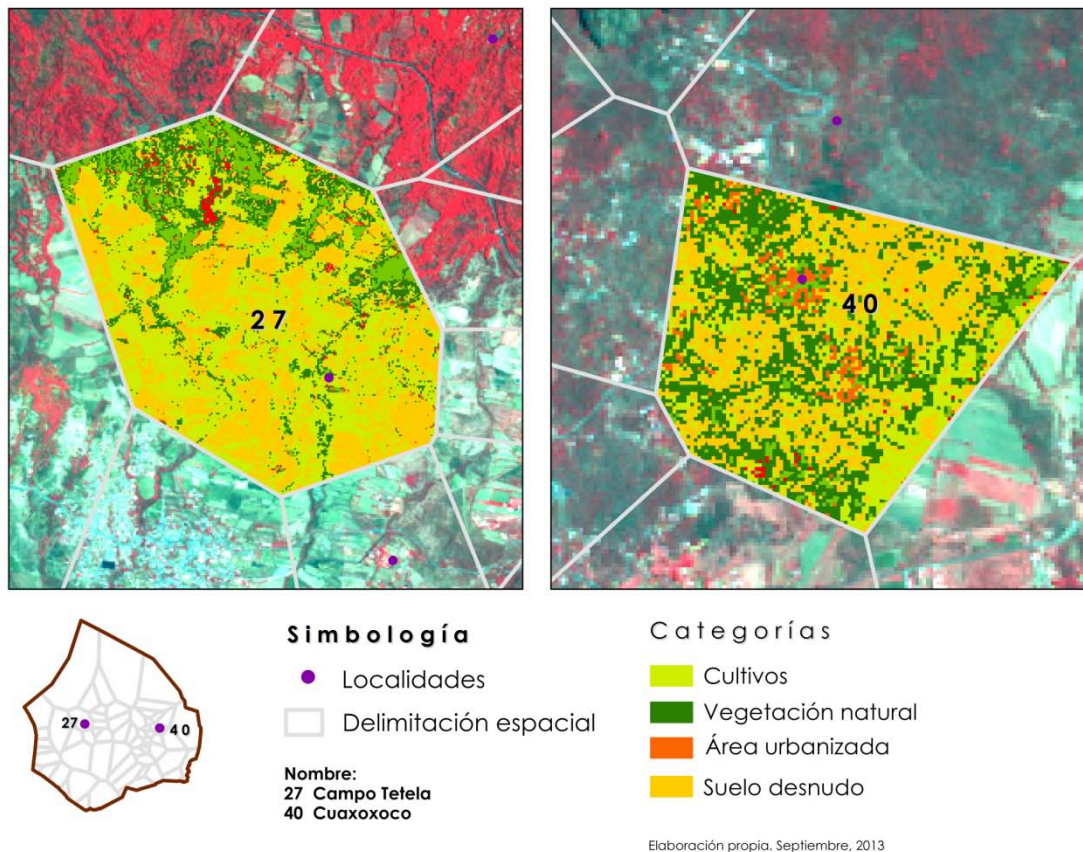 27
40
27
40
Simbología
Localidades
Delimitación espacial
Nombre:
27 Campo Tetela
40 Cuaxoxoco
Categorías
Cultivos
Vegetación natural
Área urbanizada
Suelo desnudo
Elaboración propia. Septiembre, 2013